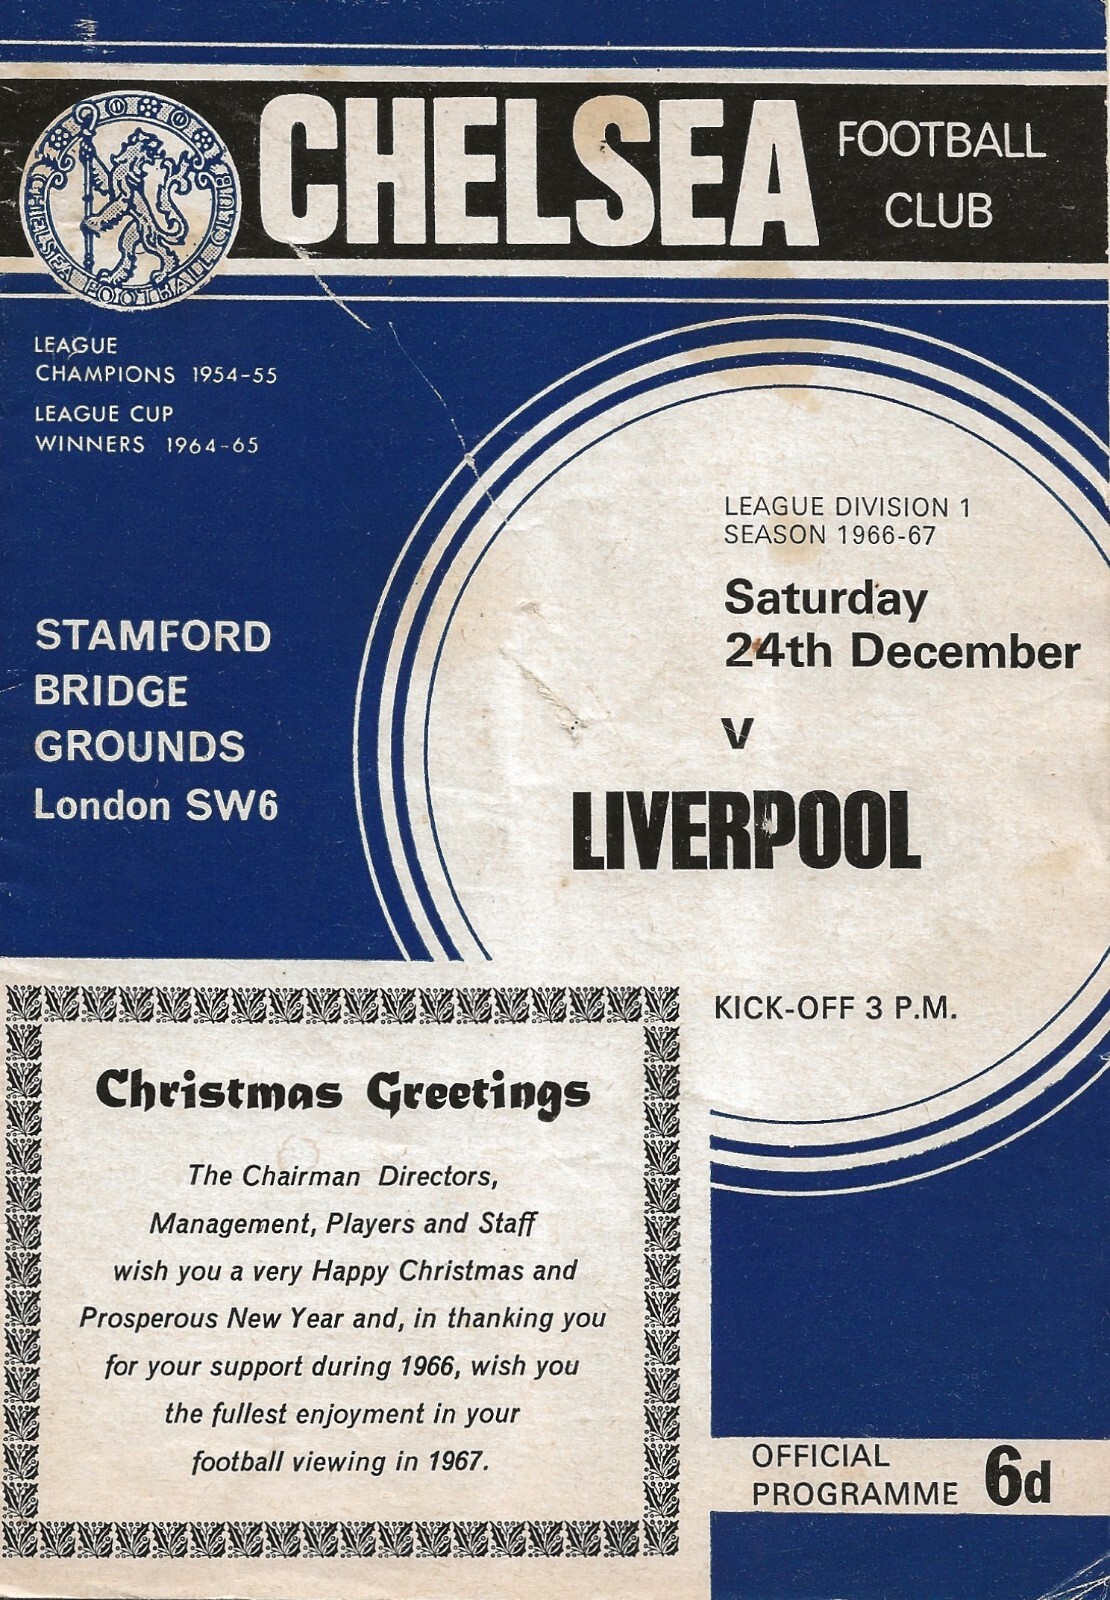 CHELSEA
FOOTBALL
CLUB
CHELSEA FOOTBALL CLUB
LEAGUE
CHAMPIONS 1954-55
LEAGUE CUP
WINNERS 1964-65
LEAGUE DIVISION 1
SEASON 1966-67
Saturday
24th December
v
LIVERPOOL
STAMFORD
BRIDGE
GROUNDS
London SW6
KICK-OFF 3 P.M.
Christmas Greetings
The Chairman Directors,
Management, Players and Staff
wish you a very Happy Christmas and
Prosperous New Year and, in thanking you
for your support during 1966, wish you
the fullest enjoyment in your
football viewing in 1967.
OFFICIAL
PROGRAMME 6d